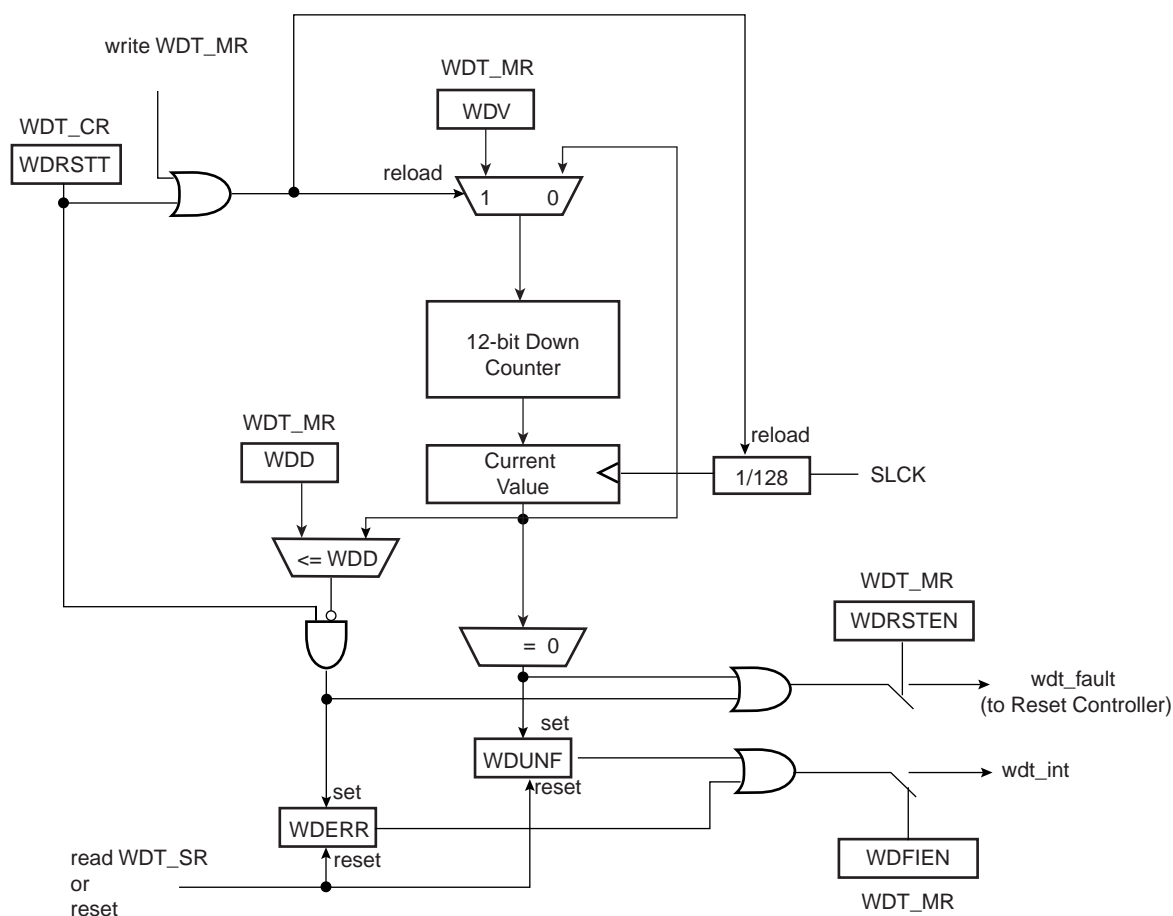 write WDT_MR
WDT_MR
WDV
WDT_CR
WDRSTT
reload
1 0
12-bit Down
Counter
WDT_MR
WDD
reload
Current
Value
1/128
SLCK
<= WDD
WDT_MR
WDRSTEN
= 0
wdt_fault
(to Reset Controller)
set
WDUNF
reset
wdt_int
set
WDERR
reset
read WDT_SR
or
reset
WDFIEN
WDT_MR